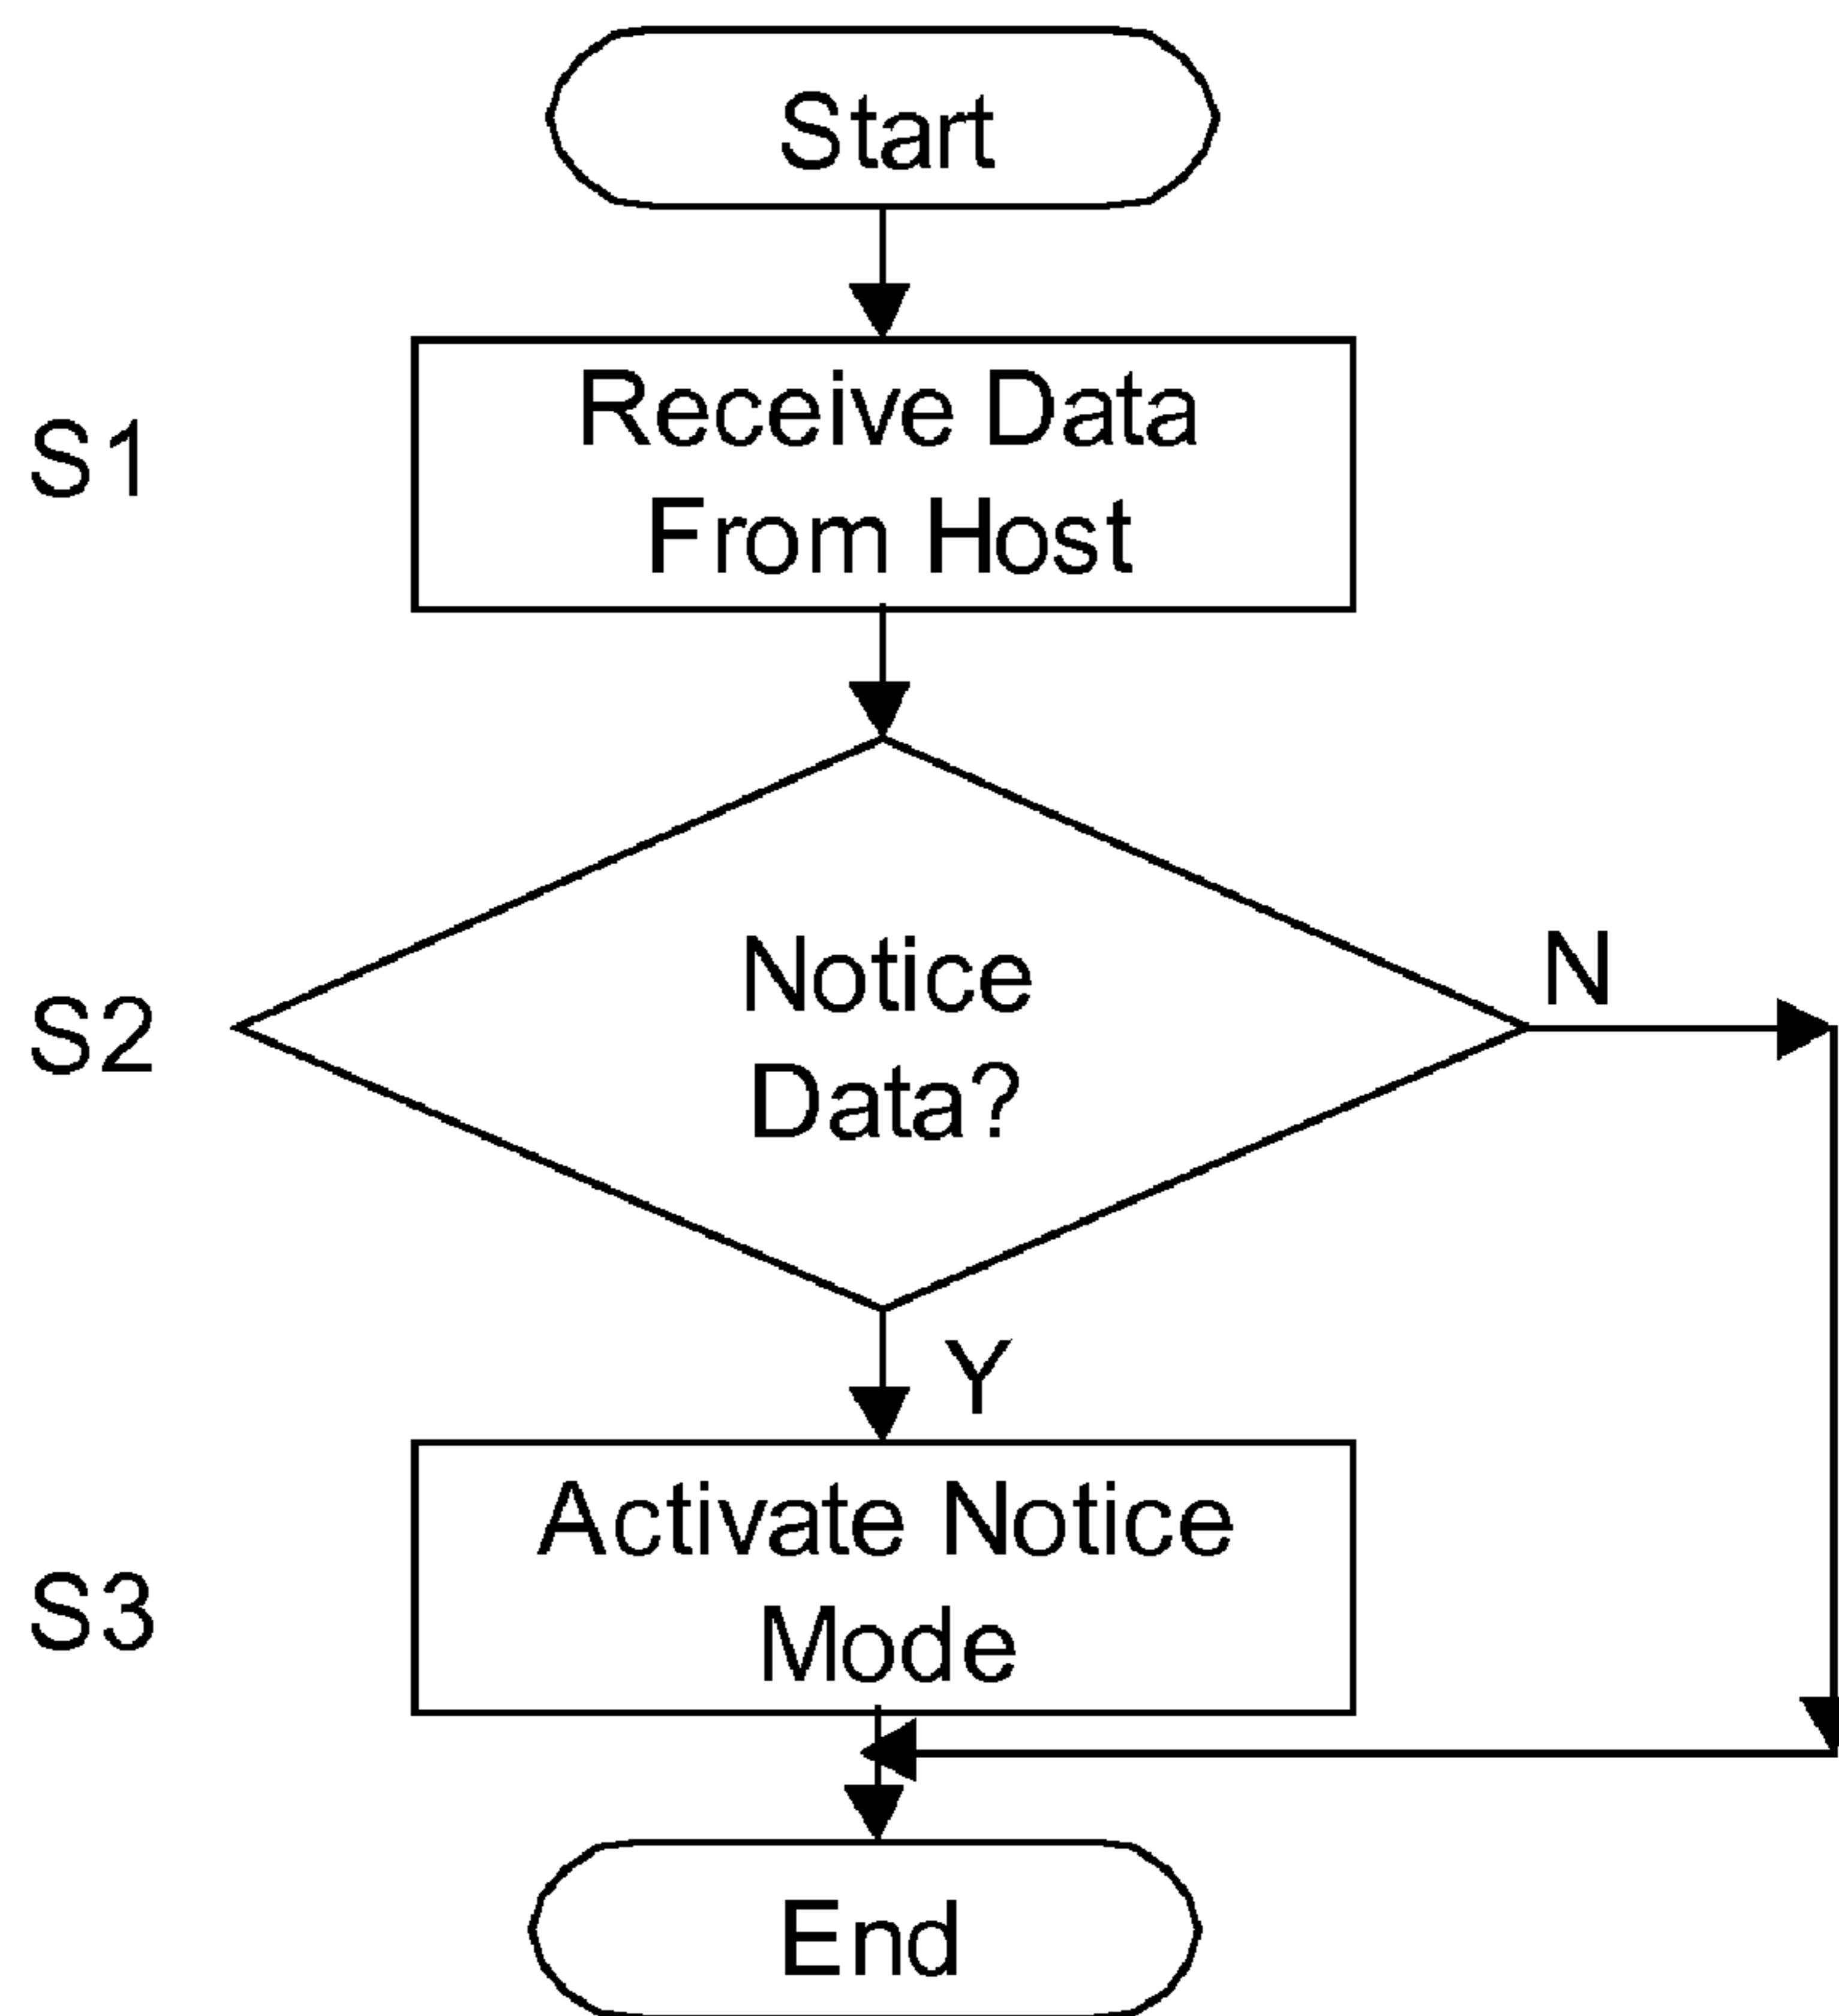 Start
S1
Receive Data
From Host
S2
Notice
Data?
N
Y
S3
Activate Notice
Mode
End